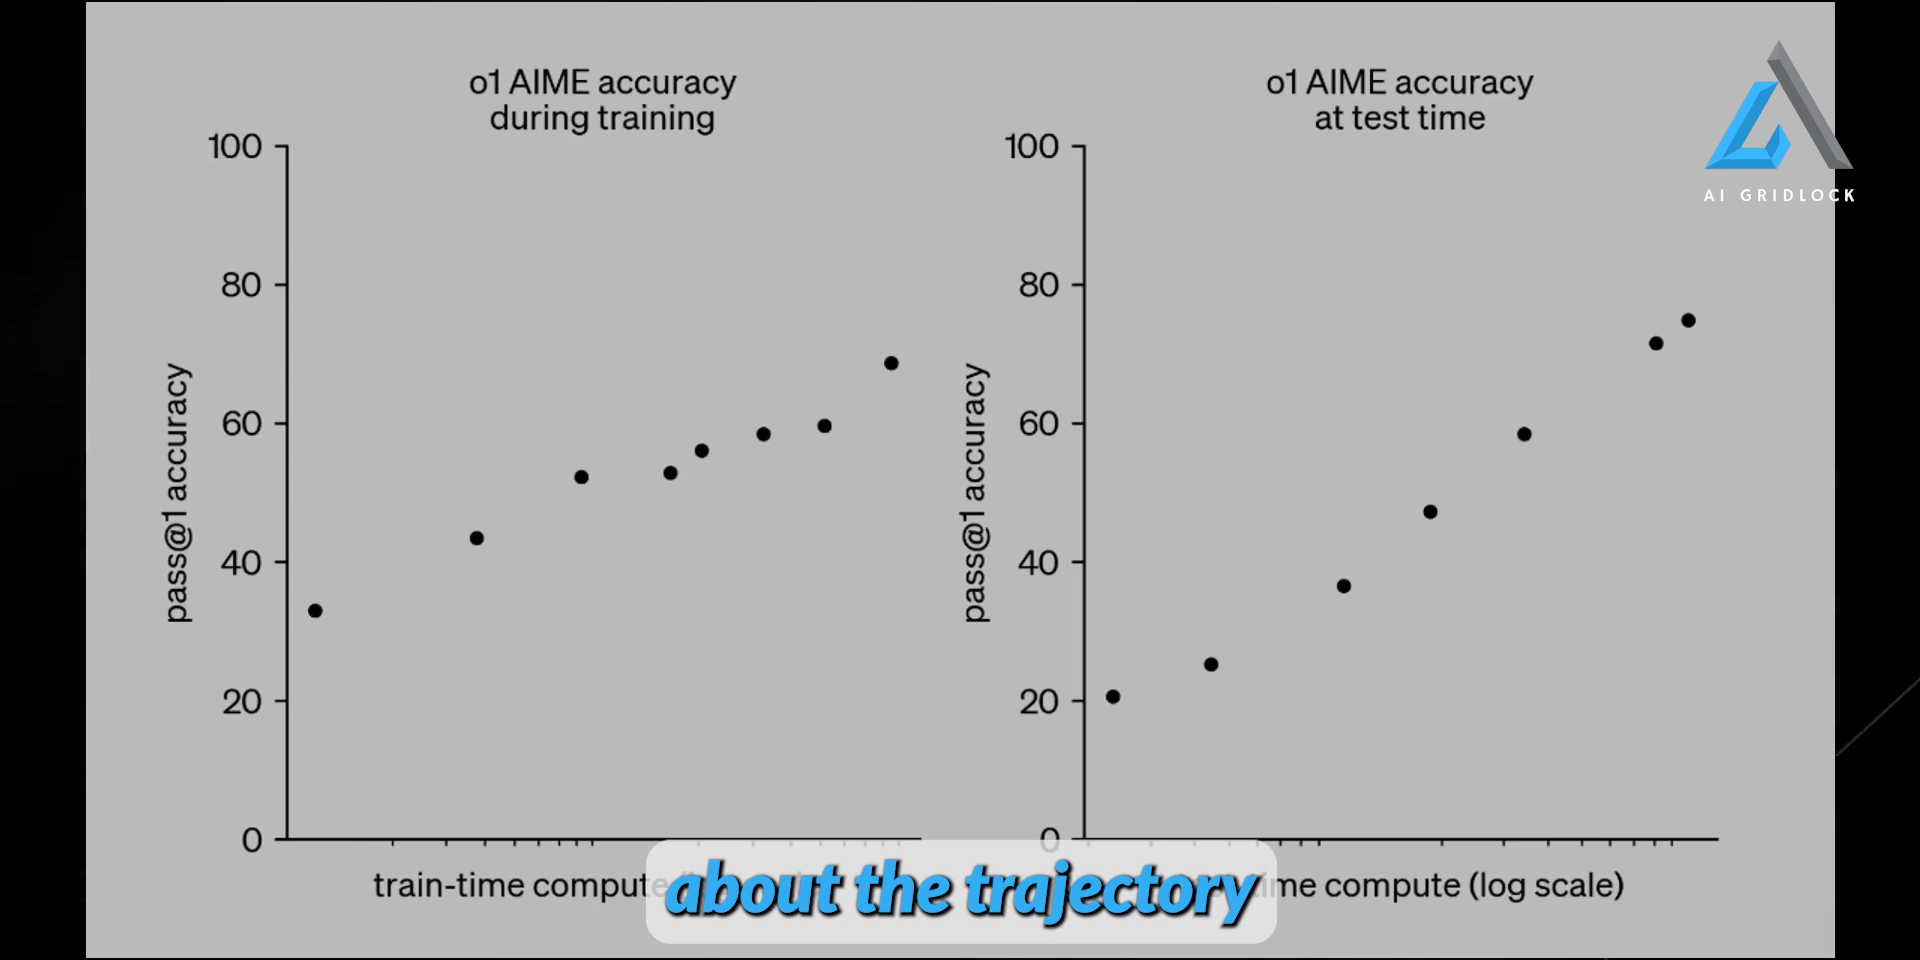 o1 AIME accuracy
during training
100
80
60
40
20
0
pass@1 accuracy
train-time compute
o1 AIME accuracy
at test time
100
80
60
40
20
0
pass@1 accuracy
compute (log scale)
AI GRIDLOCK
about the trajectory